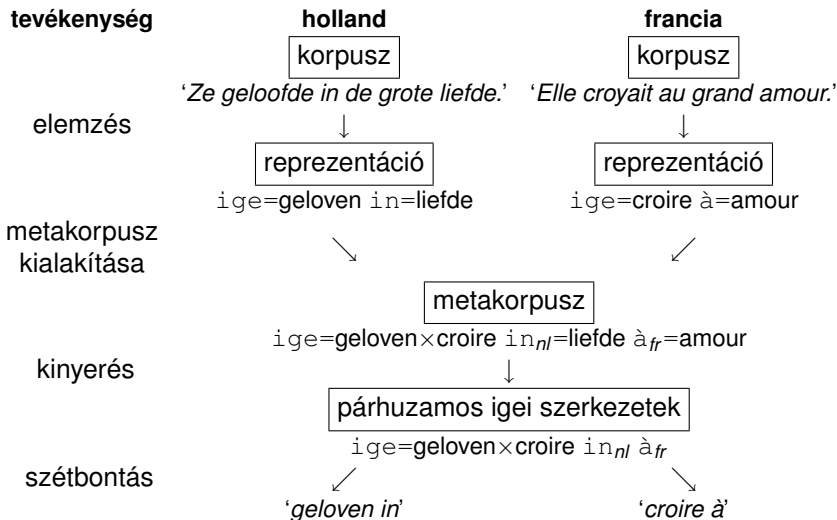 tevékenység holland francia
korpusz korpusz
'Ze geloofde in de grote liefde.' 'Elle croyait au grand amour.'
elemzés ↓ ↓
reprezentáció reprezentáció
ige=geloven in=liefde ige=croire à=amour
metakorpusz
kialakítása ↘ ↙
metakorpusz
ige=geloven×croire in_nl=liefde à_fr=amour
kinyerés ↓
párhuzamos igei szerkezetek
ige=geloven×croire in_nl à_fr
szétbontás ↙ ↘
'geloven in' 'croire à'